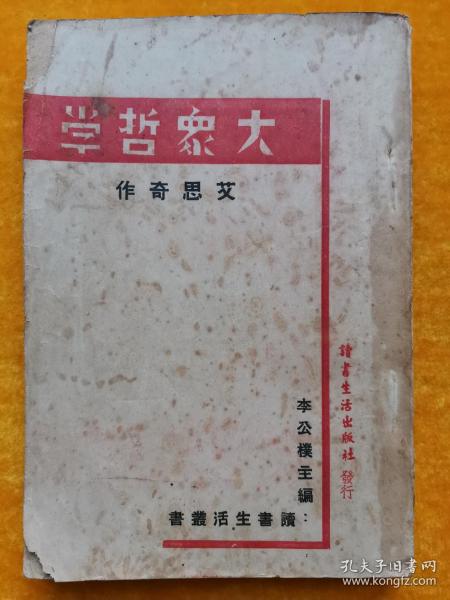 大衆哲学
艾思奇作
李公樸主編：
讀書生活叢書
讀書生活出版社 發行
孔夫子旧书网
www.kongfz.com